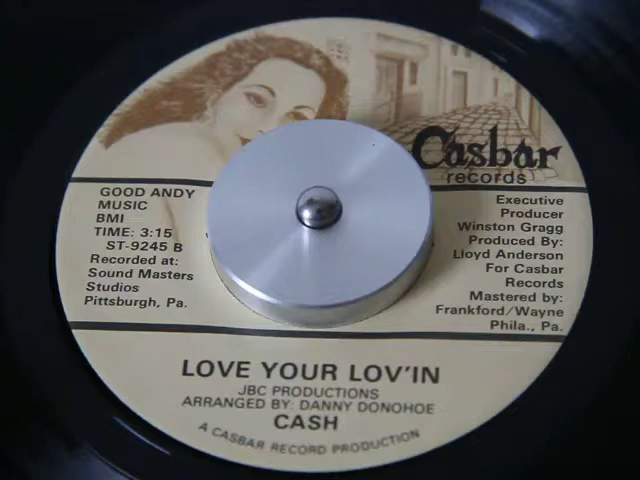 Casbar
records
GOOD ANDY
MUSIC
BMI
TIME: 3:15
ST-9245 B
Recorded at:
Sound Masters
Studios
Pittsburgh, Pa.
Executive
Producer
Winston Gragg
Produced By:
Lloyd Anderson
For Casbar
Records
Mastered by:
Frankford/Wayne
Phila., Pa.
LOVE YOUR LOV'IN
JBC PRODUCTIONS
ARRANGED BY: DANNY DONOHOE
CASH
A CASBAR RECORD PRODUCTION